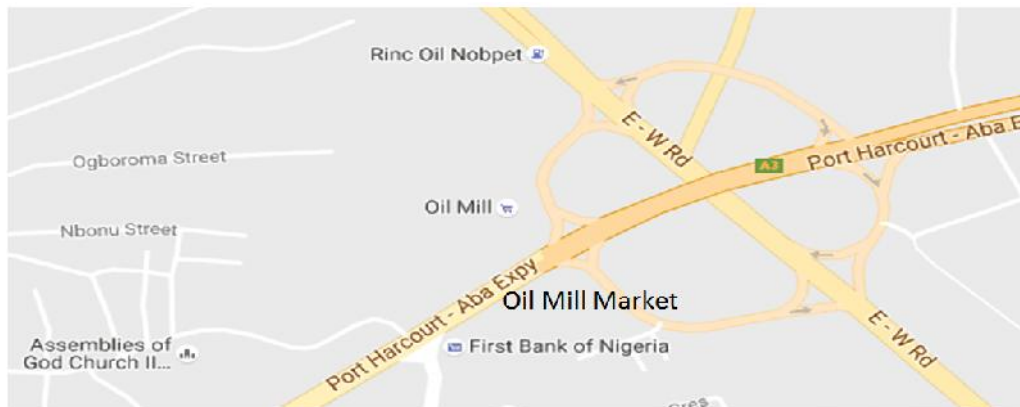 Rinc Oil Nobpet
E - W Rd
A3
Port Harcourt - Aba E
Ogboroma Street
Oil Mill
Nbonu Street
Port Harcourt - Aba Expy
Oil Mill Market
Assemblies of
God Church II...
First Bank of Nigeria
E - W Rd